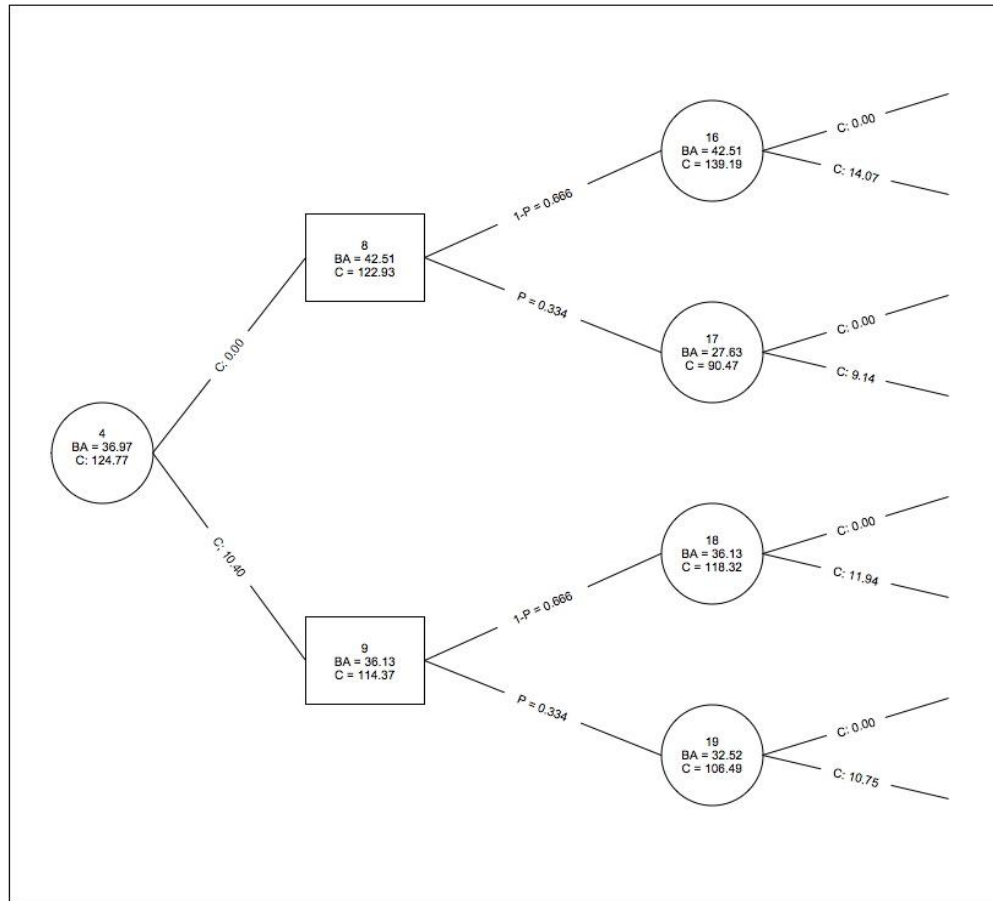 16
BA = 42.51
C = 139.19
C: 0.00
C: 14.07
1-P = 0.666
8
BA = 42.51
C = 122.93
P = 0.334
17
BA = 27.63
C = 90.47
C: 0.00
C: 9.14
C: 0.00
4
BA = 36.97
C: 124.77
C: 10.40
18
BA = 36.13
C = 118.32
C: 0.00
C: 11.94
1-P = 0.666
9
BA = 36.13
C = 114.37
P = 0.334
19
BA = 32.52
C = 106.49
C: 0.00
C: 10.75